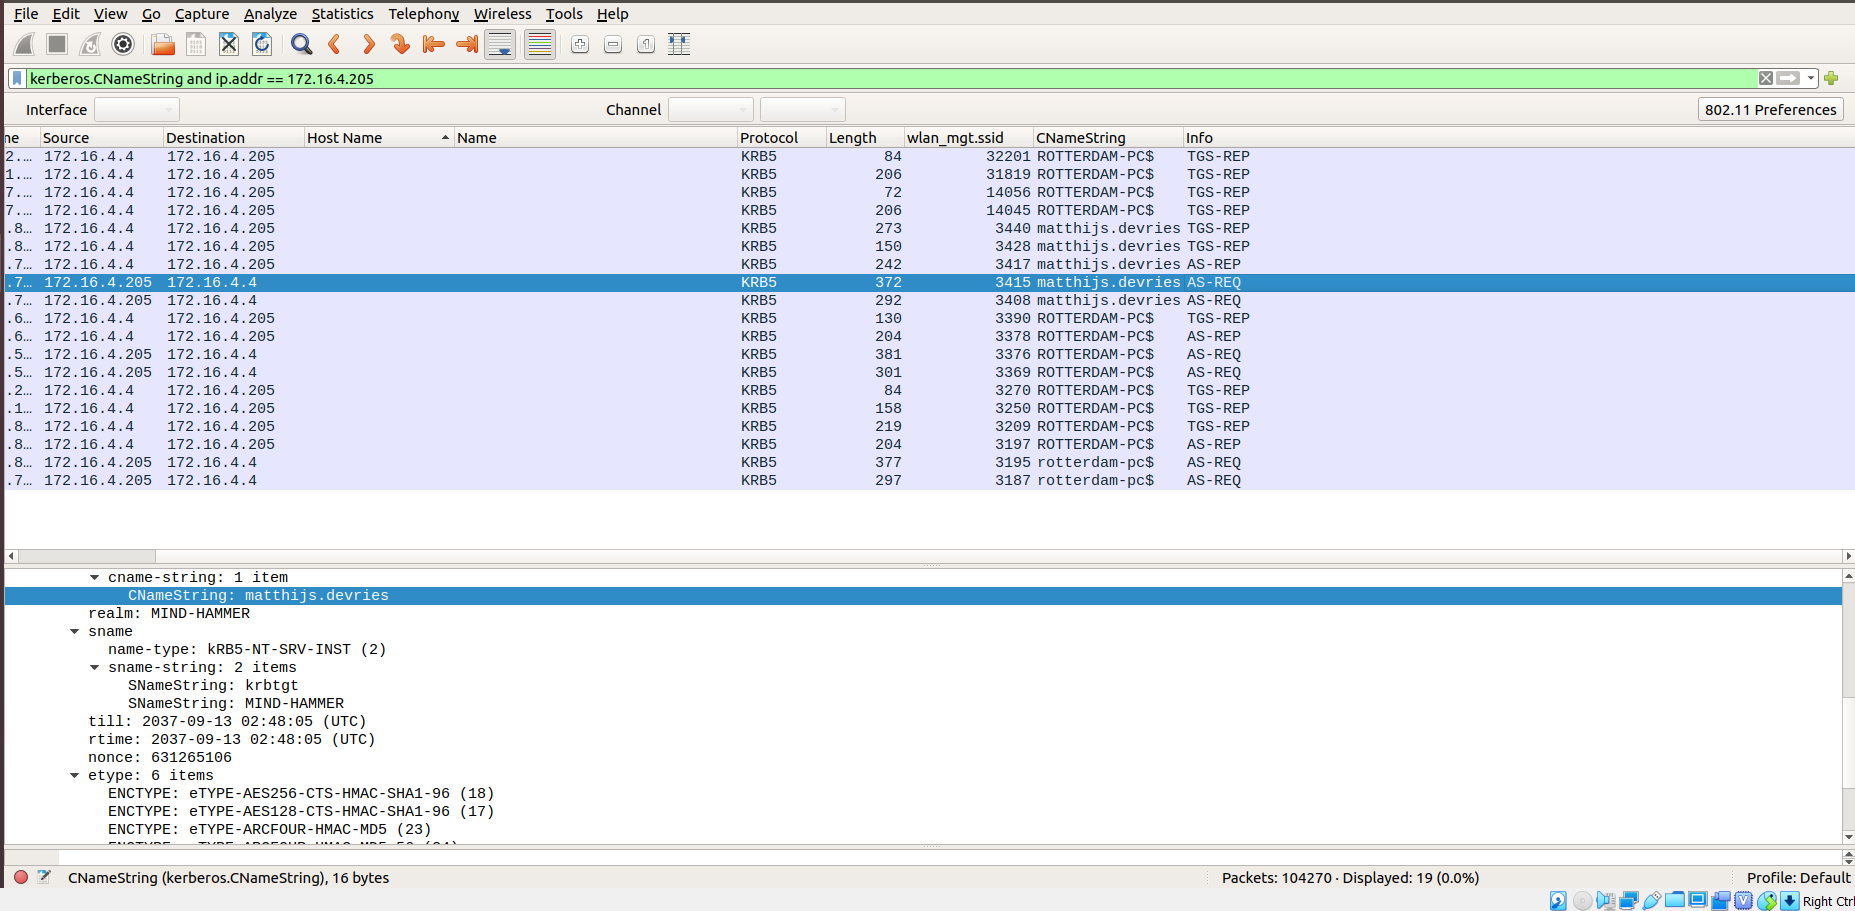 File Edit View Go Capture Analyze Statistics Telephony Wireless Tools Help
kerberos.CNameString and ip.addr == 172.16.4.205
Interface Channel 802.11 Preferences
ne Source Destination Host Name Name Protocol Length wlan_mgt.ssid CNameString Info
2.… 172.16.4.4 172.16.4.205 KRB5 84 32201 ROTTERDAM-PC$ TGS-REP
1.… 172.16.4.4 172.16.4.205 KRB5 206 31819 ROTTERDAM-PC$ TGS-REP
7.… 172.16.4.4 172.16.4.205 KRB5 72 14056 ROTTERDAM-PC$ TGS-REP
7.… 172.16.4.4 172.16.4.205 KRB5 206 14045 ROTTERDAM-PC$ TGS-REP
.8… 172.16.4.4 172.16.4.205 KRB5 273 3440 matthijs.devries TGS-REP
.8… 172.16.4.4 172.16.4.205 KRB5 150 3428 matthijs.devries TGS-REP
.7… 172.16.4.4 172.16.4.205 KRB5 242 3417 matthijs.devries AS-REP
.7… 172.16.4.205 172.16.4.4 KRB5 372 3415 matthijs.devries AS-REQ
.7… 172.16.4.205 172.16.4.4 KRB5 292 3408 matthijs.devries AS-REQ
.6… 172.16.4.4 172.16.4.205 KRB5 130 3390 ROTTERDAM-PC$ TGS-REP
.6… 172.16.4.4 172.16.4.205 KRB5 204 3378 ROTTERDAM-PC$ AS-REP
.5… 172.16.4.205 172.16.4.4 KRB5 381 3376 ROTTERDAM-PC$ AS-REQ
.5… 172.16.4.205 172.16.4.4 KRB5 301 3369 ROTTERDAM-PC$ AS-REQ
.2… 172.16.4.4 172.16.4.205 KRB5 84 3270 ROTTERDAM-PC$ TGS-REP
.1… 172.16.4.4 172.16.4.205 KRB5 158 3250 ROTTERDAM-PC$ TGS-REP
.8… 172.16.4.4 172.16.4.205 KRB5 219 3209 ROTTERDAM-PC$ TGS-REP
.8… 172.16.4.4 172.16.4.205 KRB5 204 3197 ROTTERDAM-PC$ AS-REP
.8… 172.16.4.205 172.16.4.4 KRB5 377 3195 rotterdam-pc$ AS-REQ
.7… 172.16.4.205 172.16.4.4 KRB5 297 3187 rotterdam-pc$ AS-REQ
cname-string: 1 item
CNameString: matthijs.devries
realm: MIND-HAMMER
sname
name-type: kRB5-NT-SRV-INST (2)
sname-string: 2 items
SNameString: krbtgt
SNameString: MIND-HAMMER
till: 2037-09-13 02:48:05 (UTC)
rtime: 2037-09-13 02:48:05 (UTC)
nonce: 631265106
etype: 6 items
ENCTYPE: eTYPE-AES256-CTS-HMAC-SHA1-96 (18)
ENCTYPE: eTYPE-AES128-CTS-HMAC-SHA1-96 (17)
ENCTYPE: eTYPE-ARCFOUR-HMAC-MD5 (23)
CNameString (kerberos.CNameString), 16 bytes Packets: 104270 · Displayed: 19 (0.0%) Profile: Default
Right Ctrl